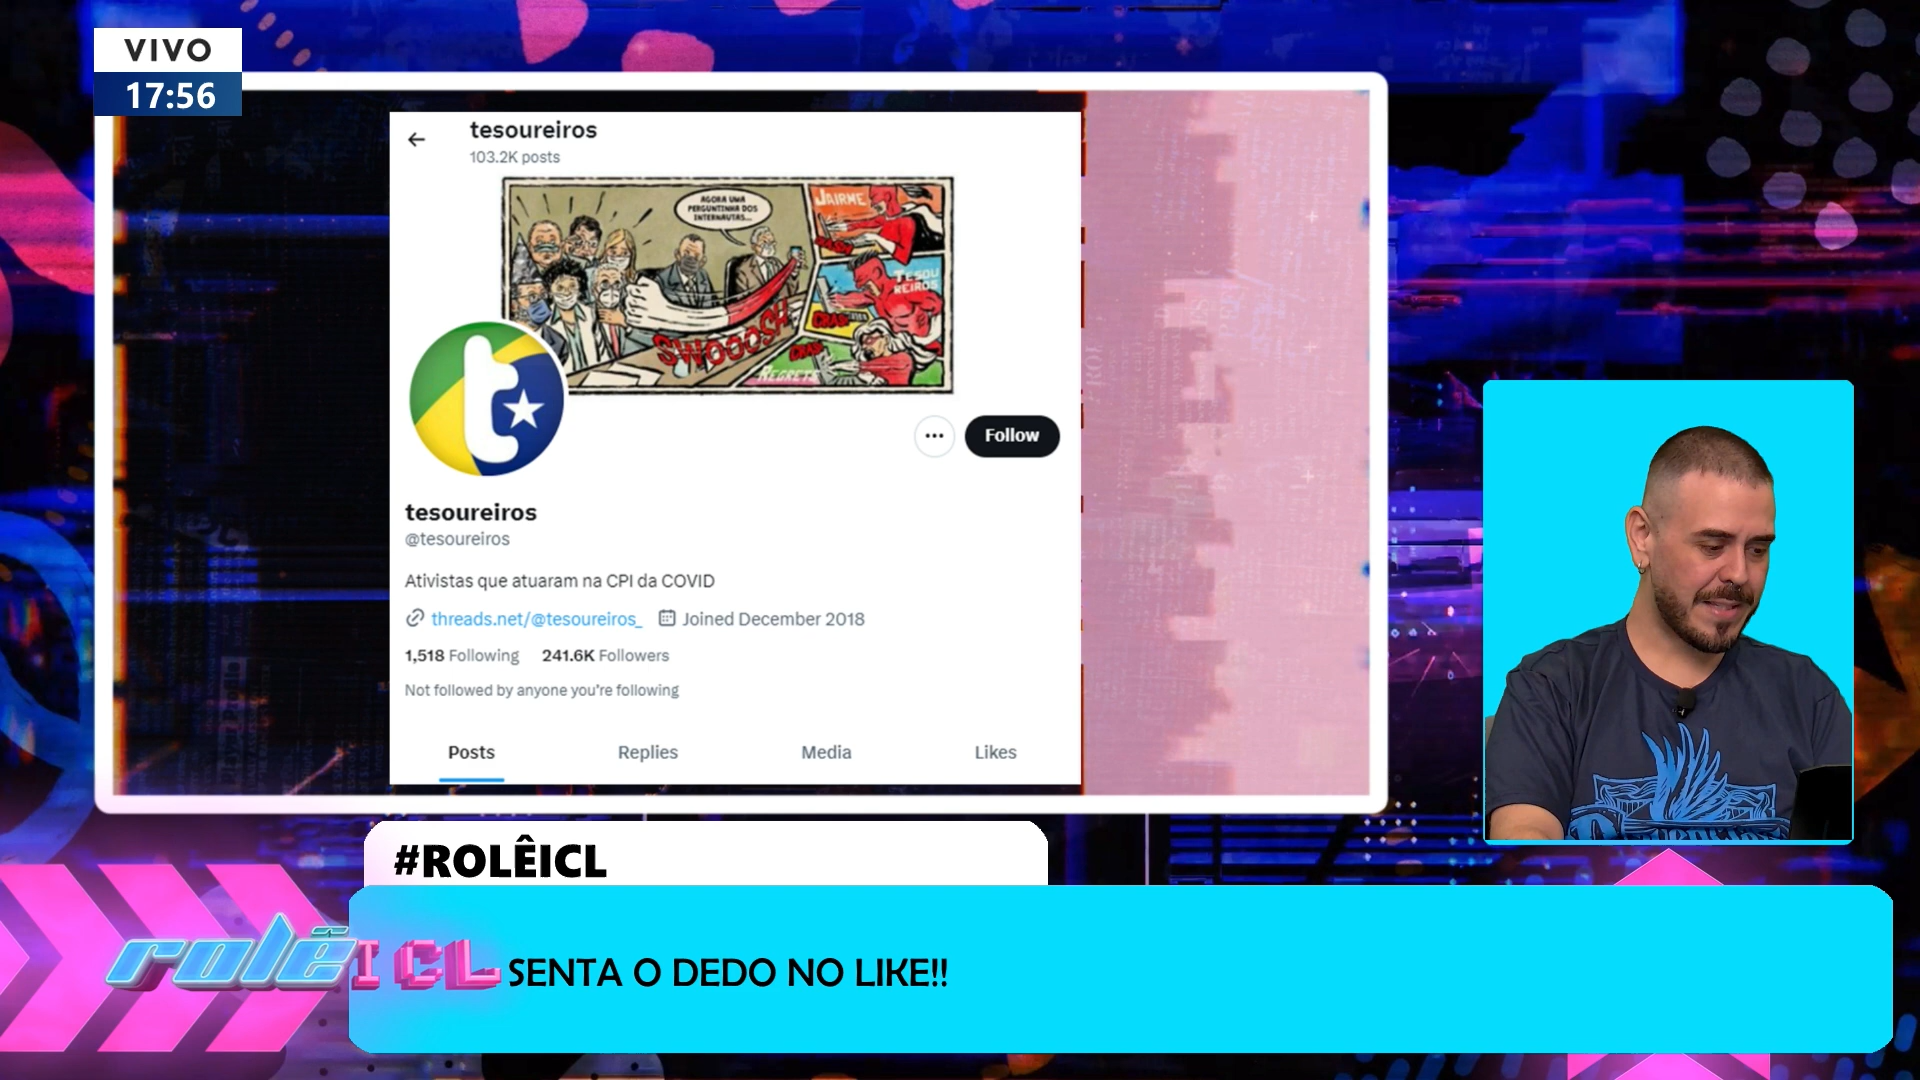 VIVO
17:56
tesoureiros
103.2K posts
AGORA UMA
PERGUNTINHA DOS
INTERNAUTAS...
JAIRME
TESOU
REIROS
SWOOOSH
CRASH
REGRETS
Follow
tesoureiros
@tesoureiros
Ativistas que atuaram na CPI da COVID
threads.net/@tesoureiros_ Joined December 2018
1,518 Following 241.6K Followers
Not followed by anyone you're following
Posts Replies Media Likes
#ROLÊICL
rolê ICL
SENTA O DEDO NO LIKE!!